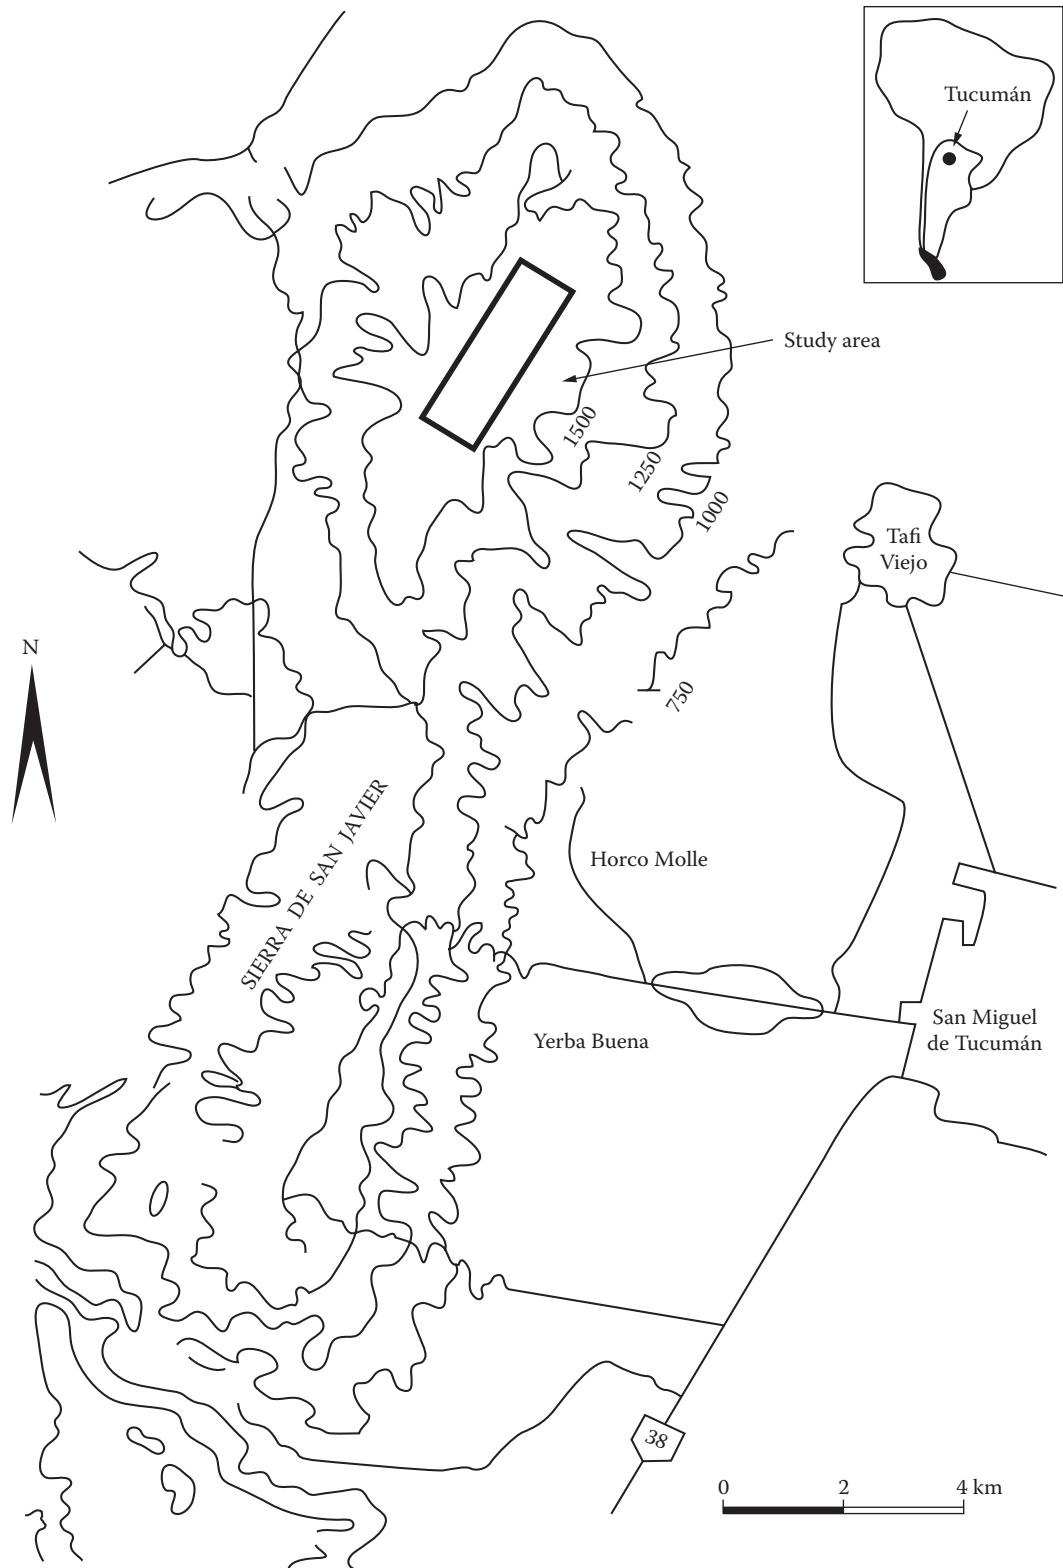 Tucumán
Study area
1500
1250
1000
Tafi
Viejo
N
750
SIERRA DE SAN JAVIER
Horco Molle
San Miguel
de Tucumán
Yerba Buena
38
0 2 4 km